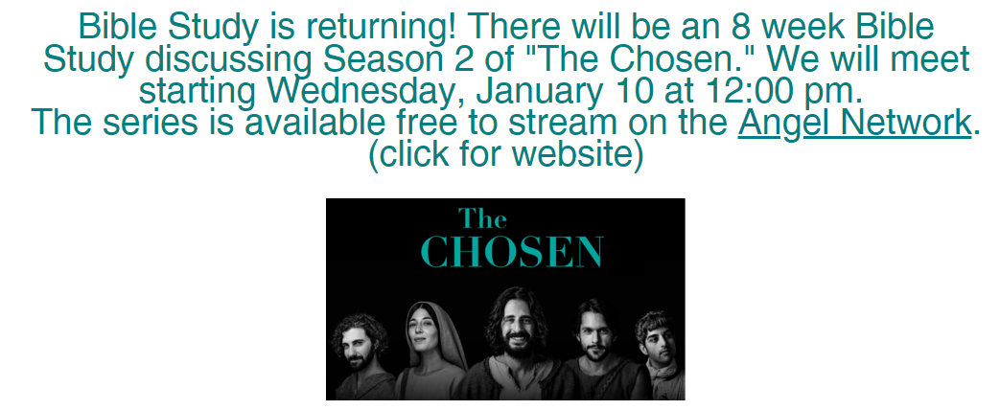 Bible Study is returning! There will be an 8 week Bible
Study discussing Season 2 of "The Chosen." We will meet
starting Wednesday, January 10 at 12:00 pm.
The series is available free to stream on the Angel Network.
(click for website)
The
CHOSEN